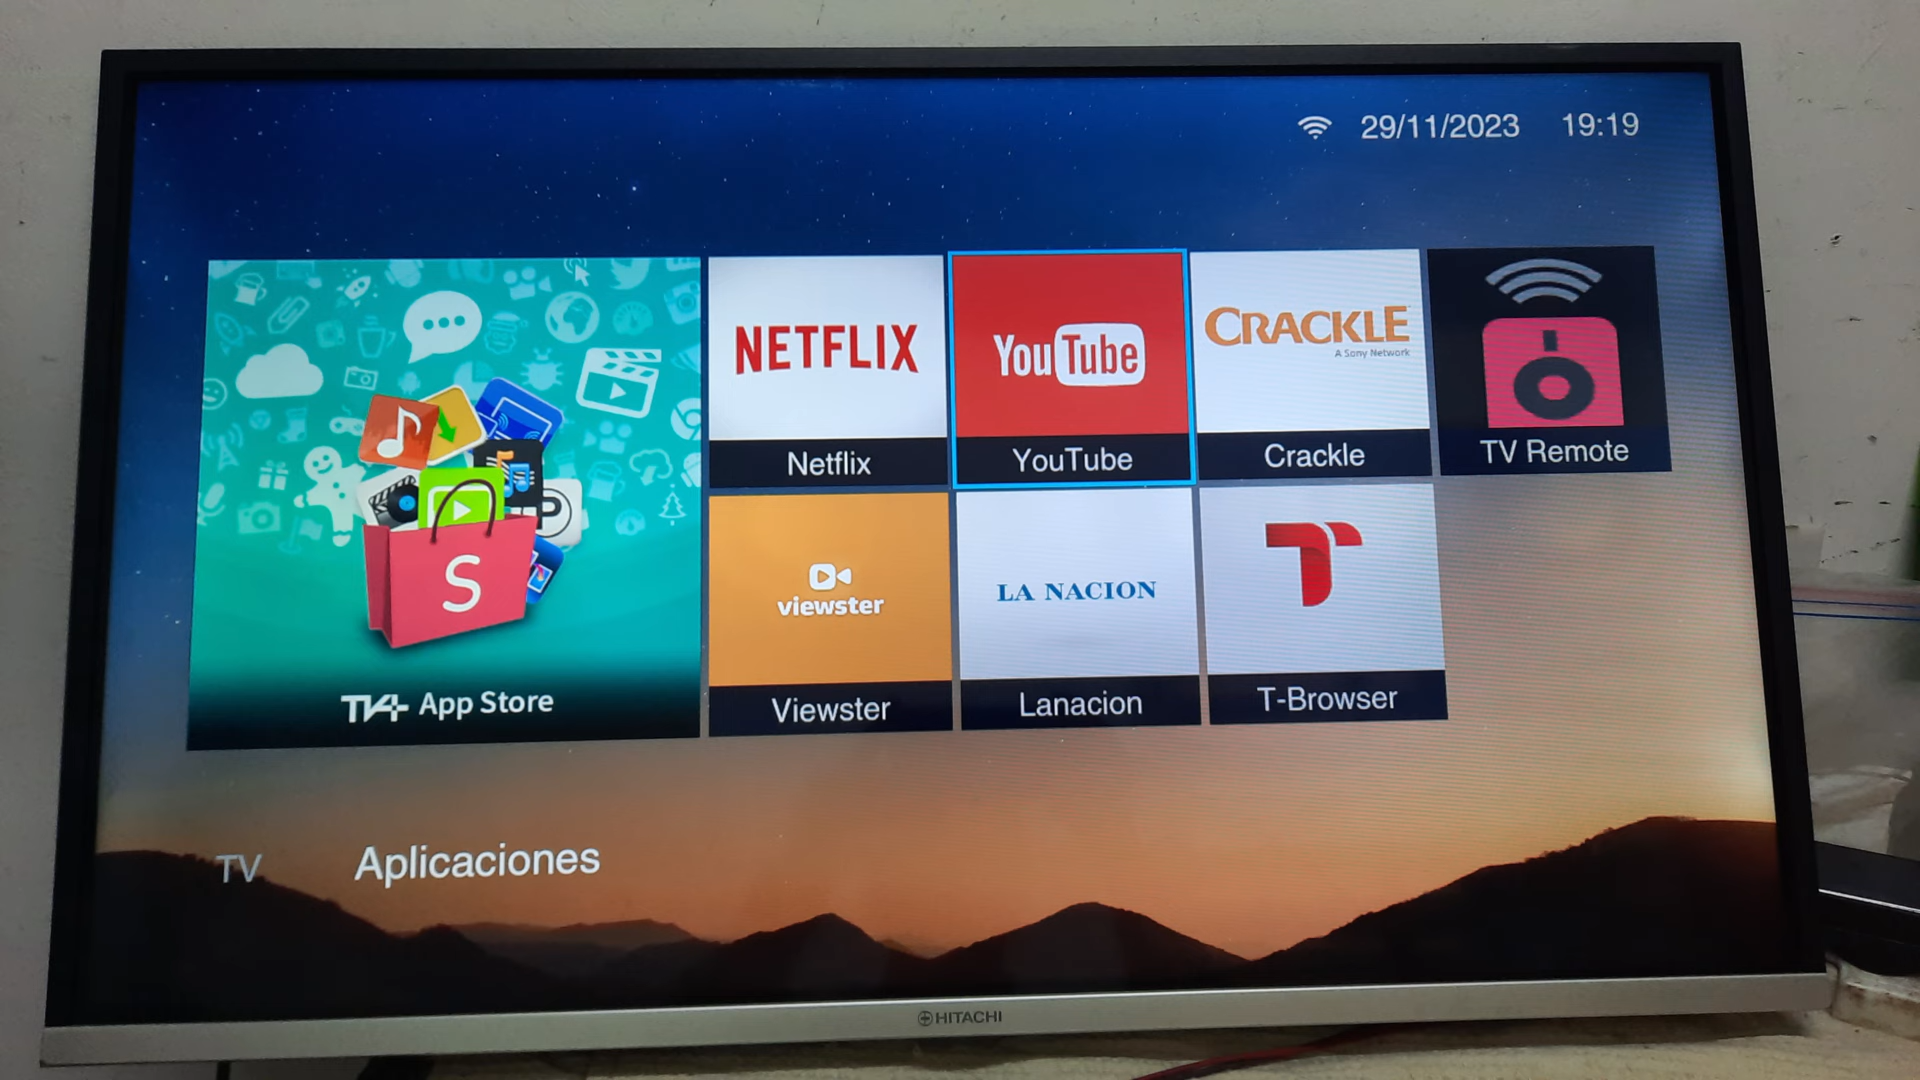 29/11/2023 19:19
NETFLIX
Netflix
YouTube
YouTube
CRACKLE
A Sony Network
Crackle
TV Remote
S
P
TV+ App Store
viewster
Viewster
LA NACION
Lanacion
T
T-Browser
TV Aplicaciones
HITACHI